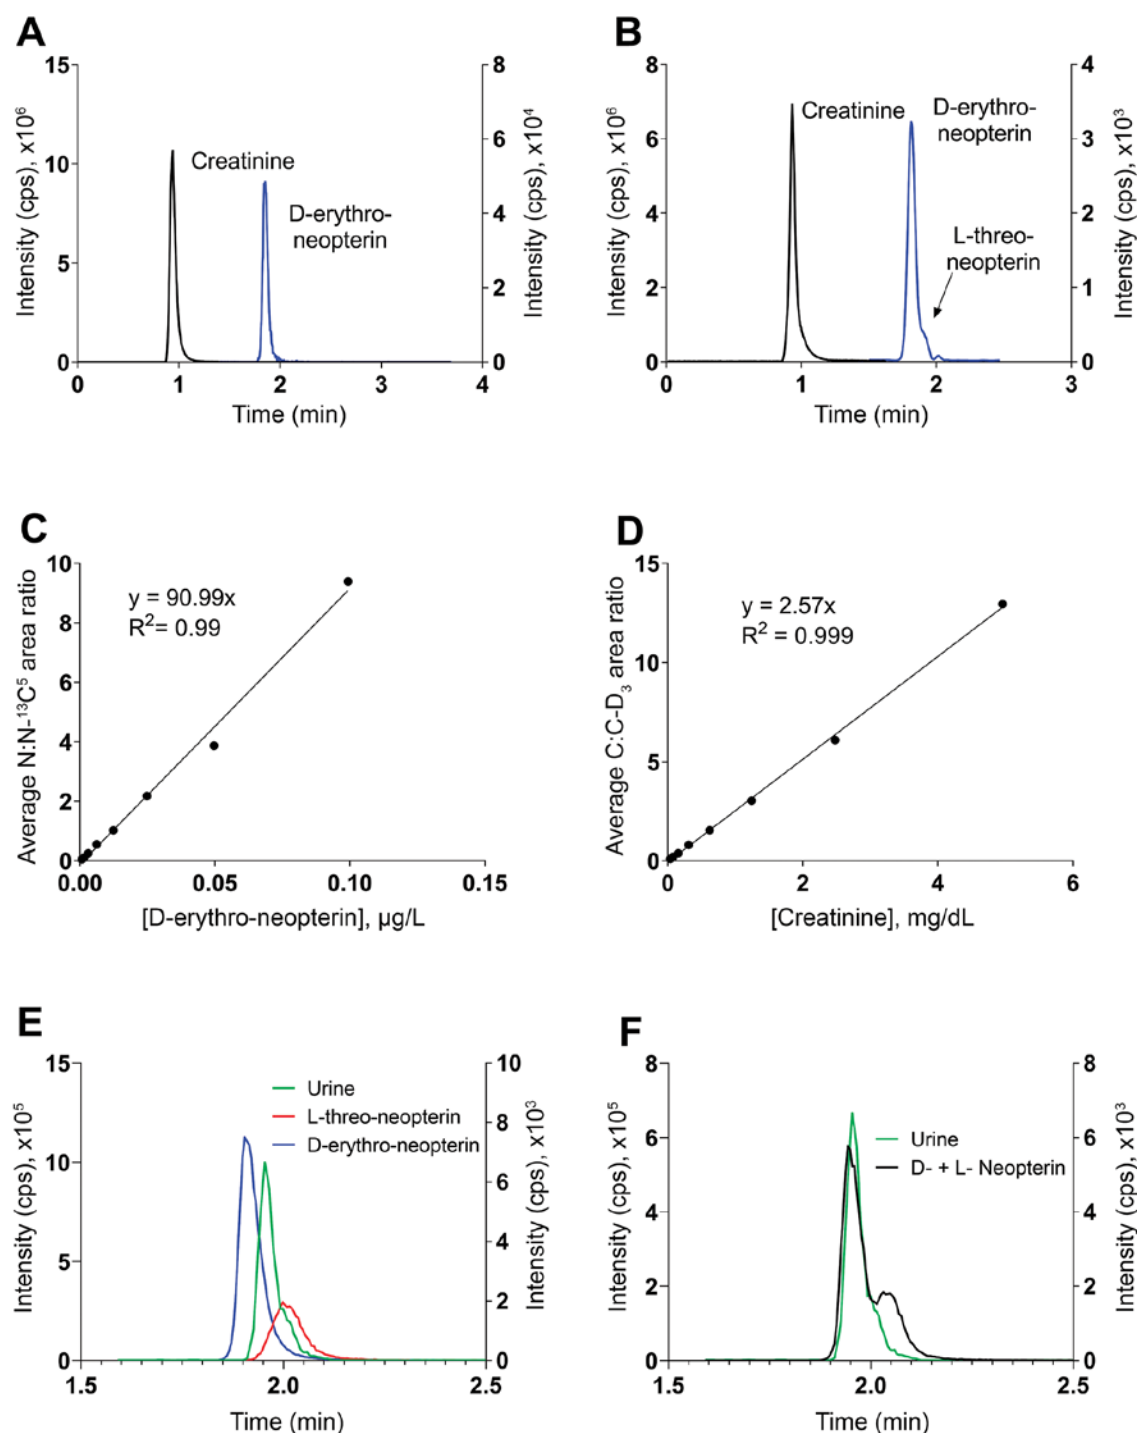 A
15
10
5
0
Intensity (cps), x10⁶
8
6
4
2
0
Intensity (cps), x10⁴
Creatinine
D-erythro-
neopterin
0 1 2 3 4
Time (min)
B
8
6
4
2
0
Intensity (cps), x10⁶
4
3
2
1
0
Intensity (cps), x10³
Creatinine
D-erythro-
neopterin
L-threo-
neopterin
0 1 2 3
Time (min)
C
10
8
6
4
2
0
Average N:N-¹³C⁵ area ratio
y = 90.99x
R²= 0.99
0.00 0.05 0.10 0.15
[D-erythro-neopterin], µg/L
D
15
10
5
0
Average C:C-D₃ area ratio
y = 2.57x
R² = 0.999
0 2 4 6
[Creatinine], mg/dL
E
15
10
5
0
Intensity (cps), x10⁵
10
8
6
4
2
0
Intensity (cps), x10³
Urine
L-threo-neopterin
D-erythro-neopterin
1.5 2.0 2.5
Time (min)
F
8
6
4
2
0
Intensity (cps), x10⁵
8
6
4
2
0
Intensity (cps), x10³
Urine
D- + L- Neopterin
1.5 2.0 2.5
Time (min)